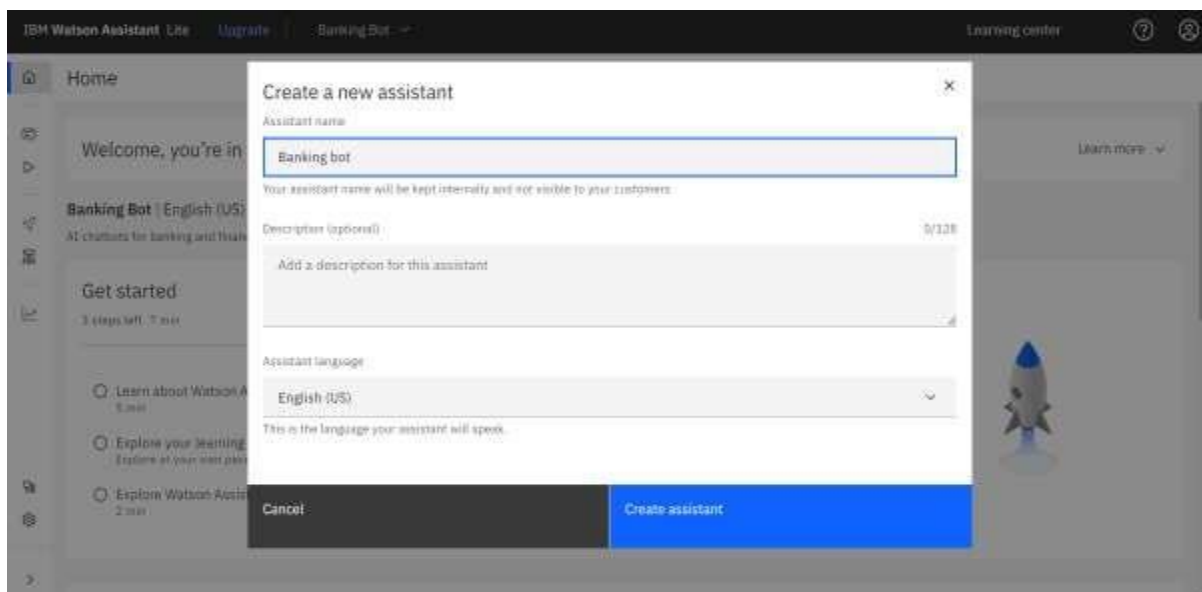 IBM Watson Assistant Lite Upgrade Banking Bot Learning center
Home
Welcome, you're in
Learn more
Banking Bot | English (US)
AI chatbots for banking and
Get started
3 steps left
Learn about Watson A
5 min
Explore your learning
Explore at your own
Explore Watson Assis
2 min
Create a new assistant
Assistant name
Banking bot
Your assistant name will be kept internally and not visible to your customers
Description (optional) 0/128
Add a description for this assistant
Assistant language
English (US)
This is the language your assistant will speak.
Cancel Create assistant